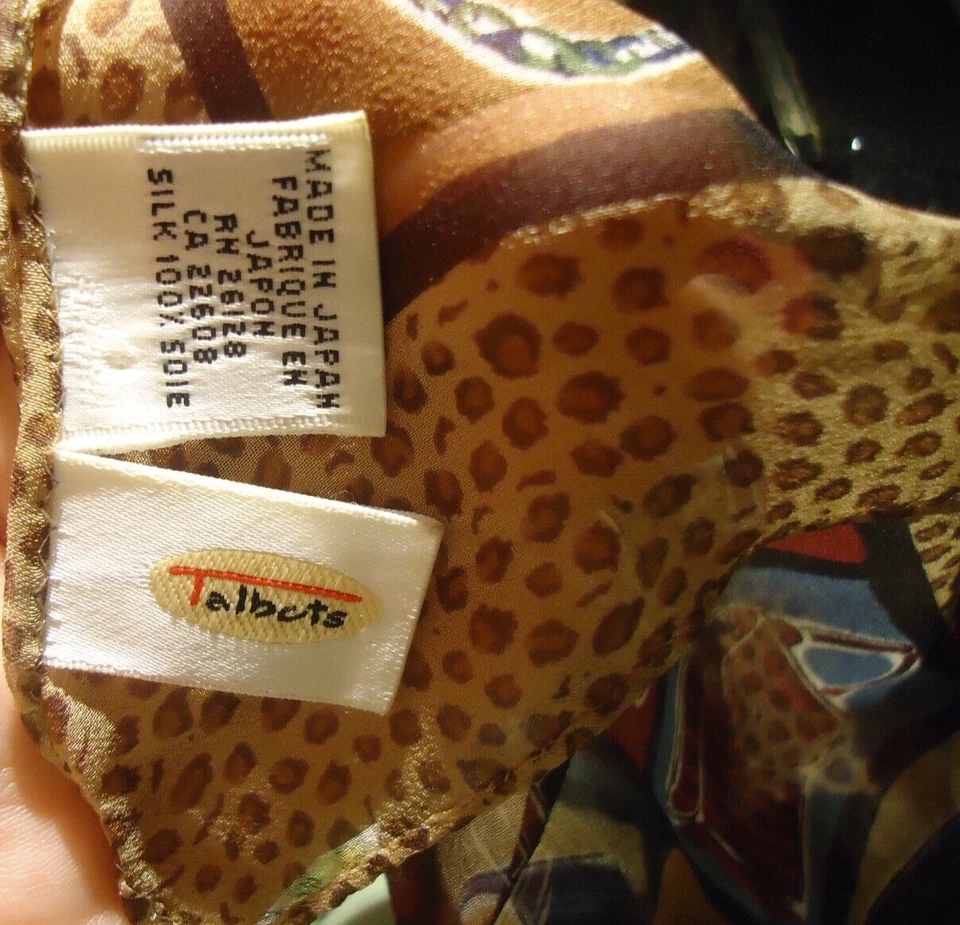 MADE IN JAPAN
FABRIQUE EN
JAPON
RN 26128
CA 22608
SILK 100% SOIE
Talbots